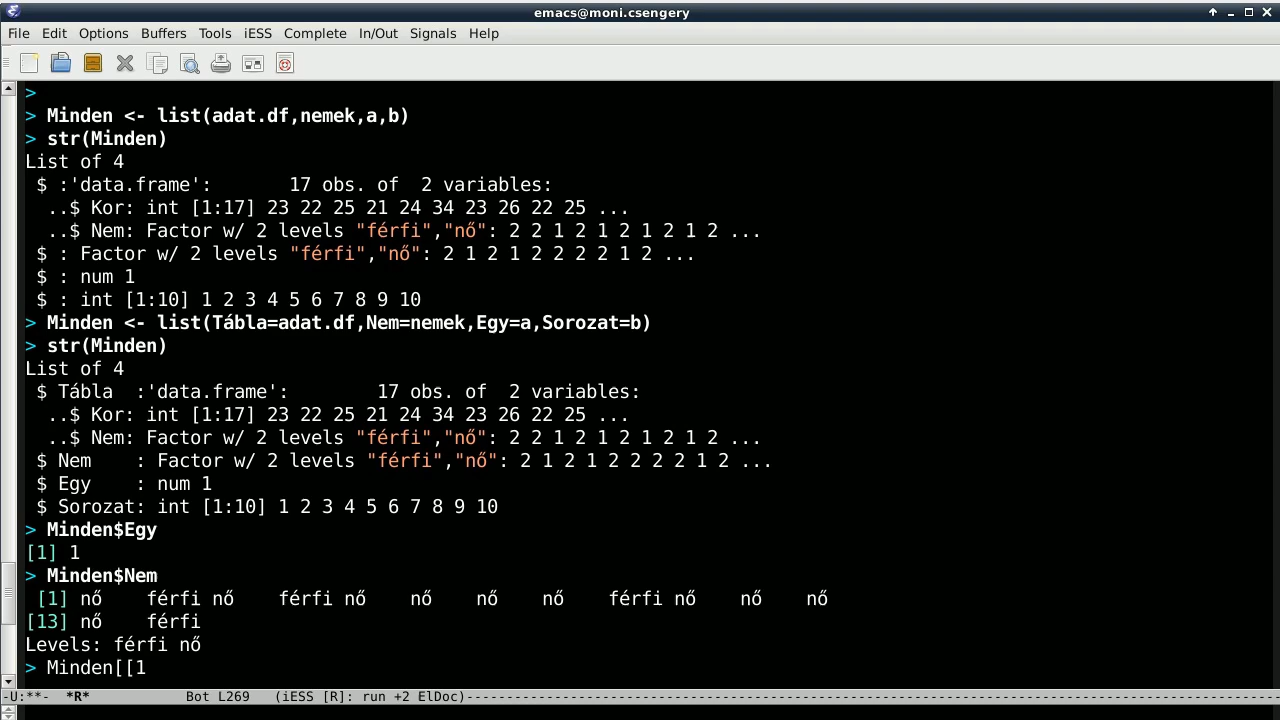 emacs@moni.csengery
File Edit Options Buffers Tools iESS Complete In/Out Signals Help
>
> Minden <- list(adat.df,nemek,a,b)
> str(Minden)
List of 4
 $ :'data.frame':       17 obs. of  2 variables:
  ..$ Kor: int [1:17] 23 22 25 21 24 34 23 26 22 25 ...
  ..$ Nem: Factor w/ 2 levels "férfi","nő": 2 2 1 2 1 2 1 2 1 2 ...
 $ : Factor w/ 2 levels "férfi","nő": 2 1 2 1 2 2 2 2 1 2 ...
 $ : num 1
 $ : int [1:10] 1 2 3 4 5 6 7 8 9 10
> Minden <- list(Tábla=adat.df,Nem=nemek,Egy=a,Sorozat=b)
> str(Minden)
List of 4
 $ Tábla  :'data.frame':        17 obs. of  2 variables:
  ..$ Kor: int [1:17] 23 22 25 21 24 34 23 26 22 25 ...
  ..$ Nem: Factor w/ 2 levels "férfi","nő": 2 2 1 2 1 2 1 2 1 2 ...
 $ Nem    : Factor w/ 2 levels "férfi","nő": 2 1 2 1 2 2 2 2 1 2 ...
 $ Egy    : num 1
 $ Sorozat: int [1:10] 1 2 3 4 5 6 7 8 9 10
> Minden$Egy
[1] 1
> Minden$Nem
 [1] nő    férfi nő    férfi nő    nő    nő    nő    férfi nő    nő    nő
[13] nő    férfi
Levels: férfi nő
> Minden[[1
-U:**-  *R*         Bot L269   (iESS [R]: run +2 ElDoc)--------------------------------------------------------------------------